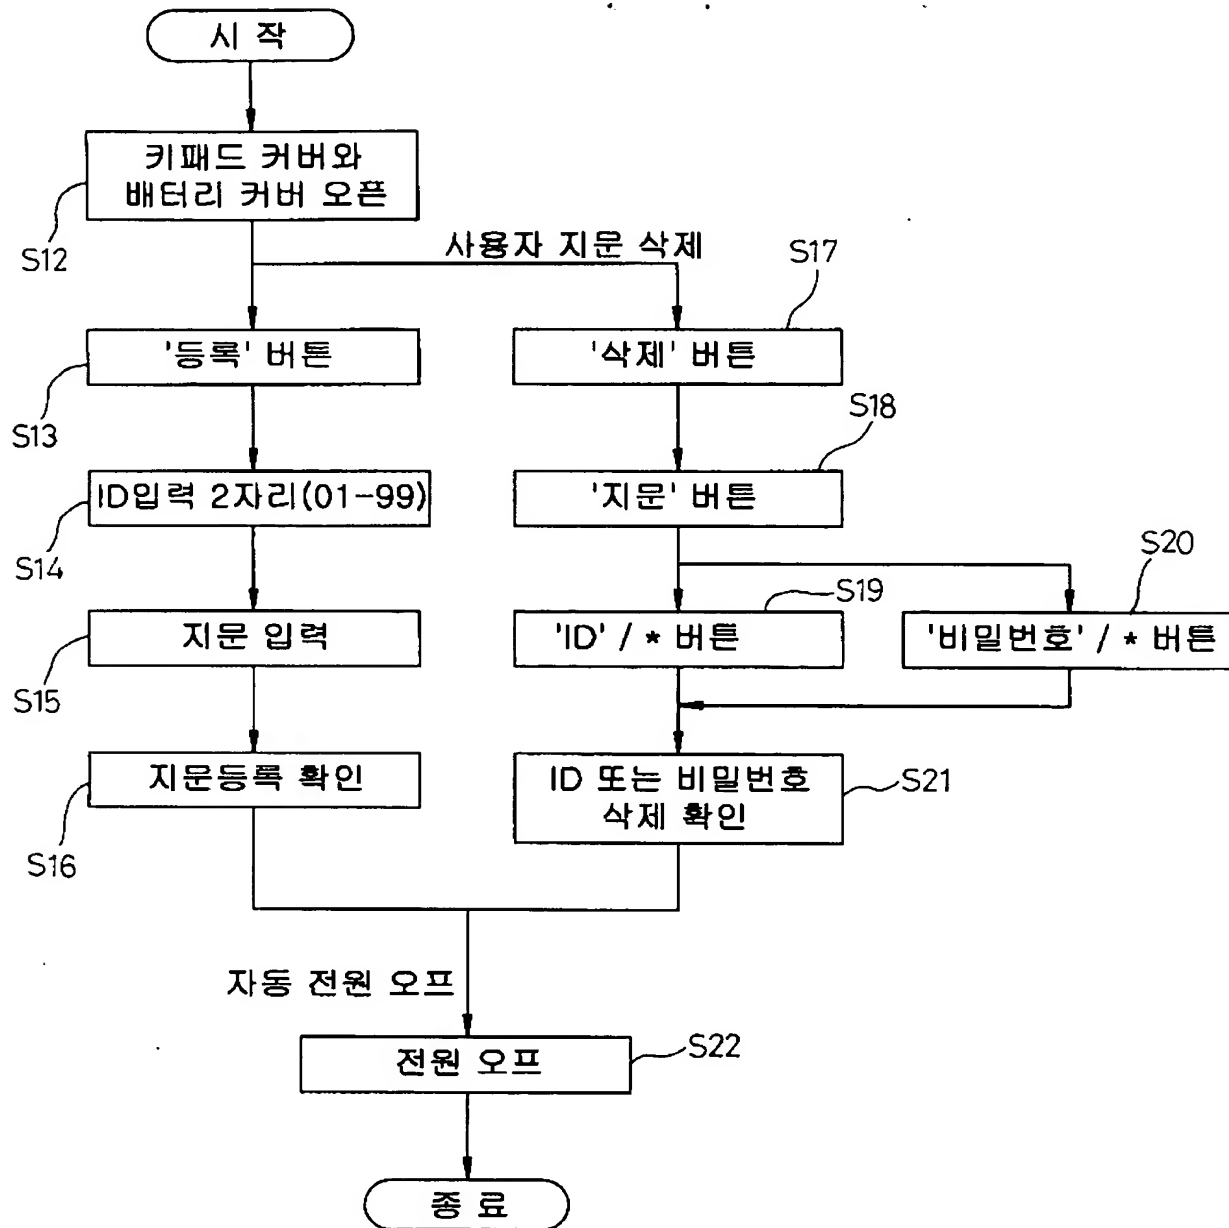 시 작
키패드 커버와
배터리 커버 오픈
S12
사용자 지문 삭제
S17
'등록' 버튼
'삭제' 버튼
S13
S18
ID입력 2자리(01-99)
'지문' 버튼
S14
S20
S19
지문 입력
'ID' / * 버튼
'비밀번호' / * 버튼
S15
지문등록 확인
ID 또는 비밀번호
삭제 확인
S21
S16
자동 전원 오프
전원 오프
S22
종 료